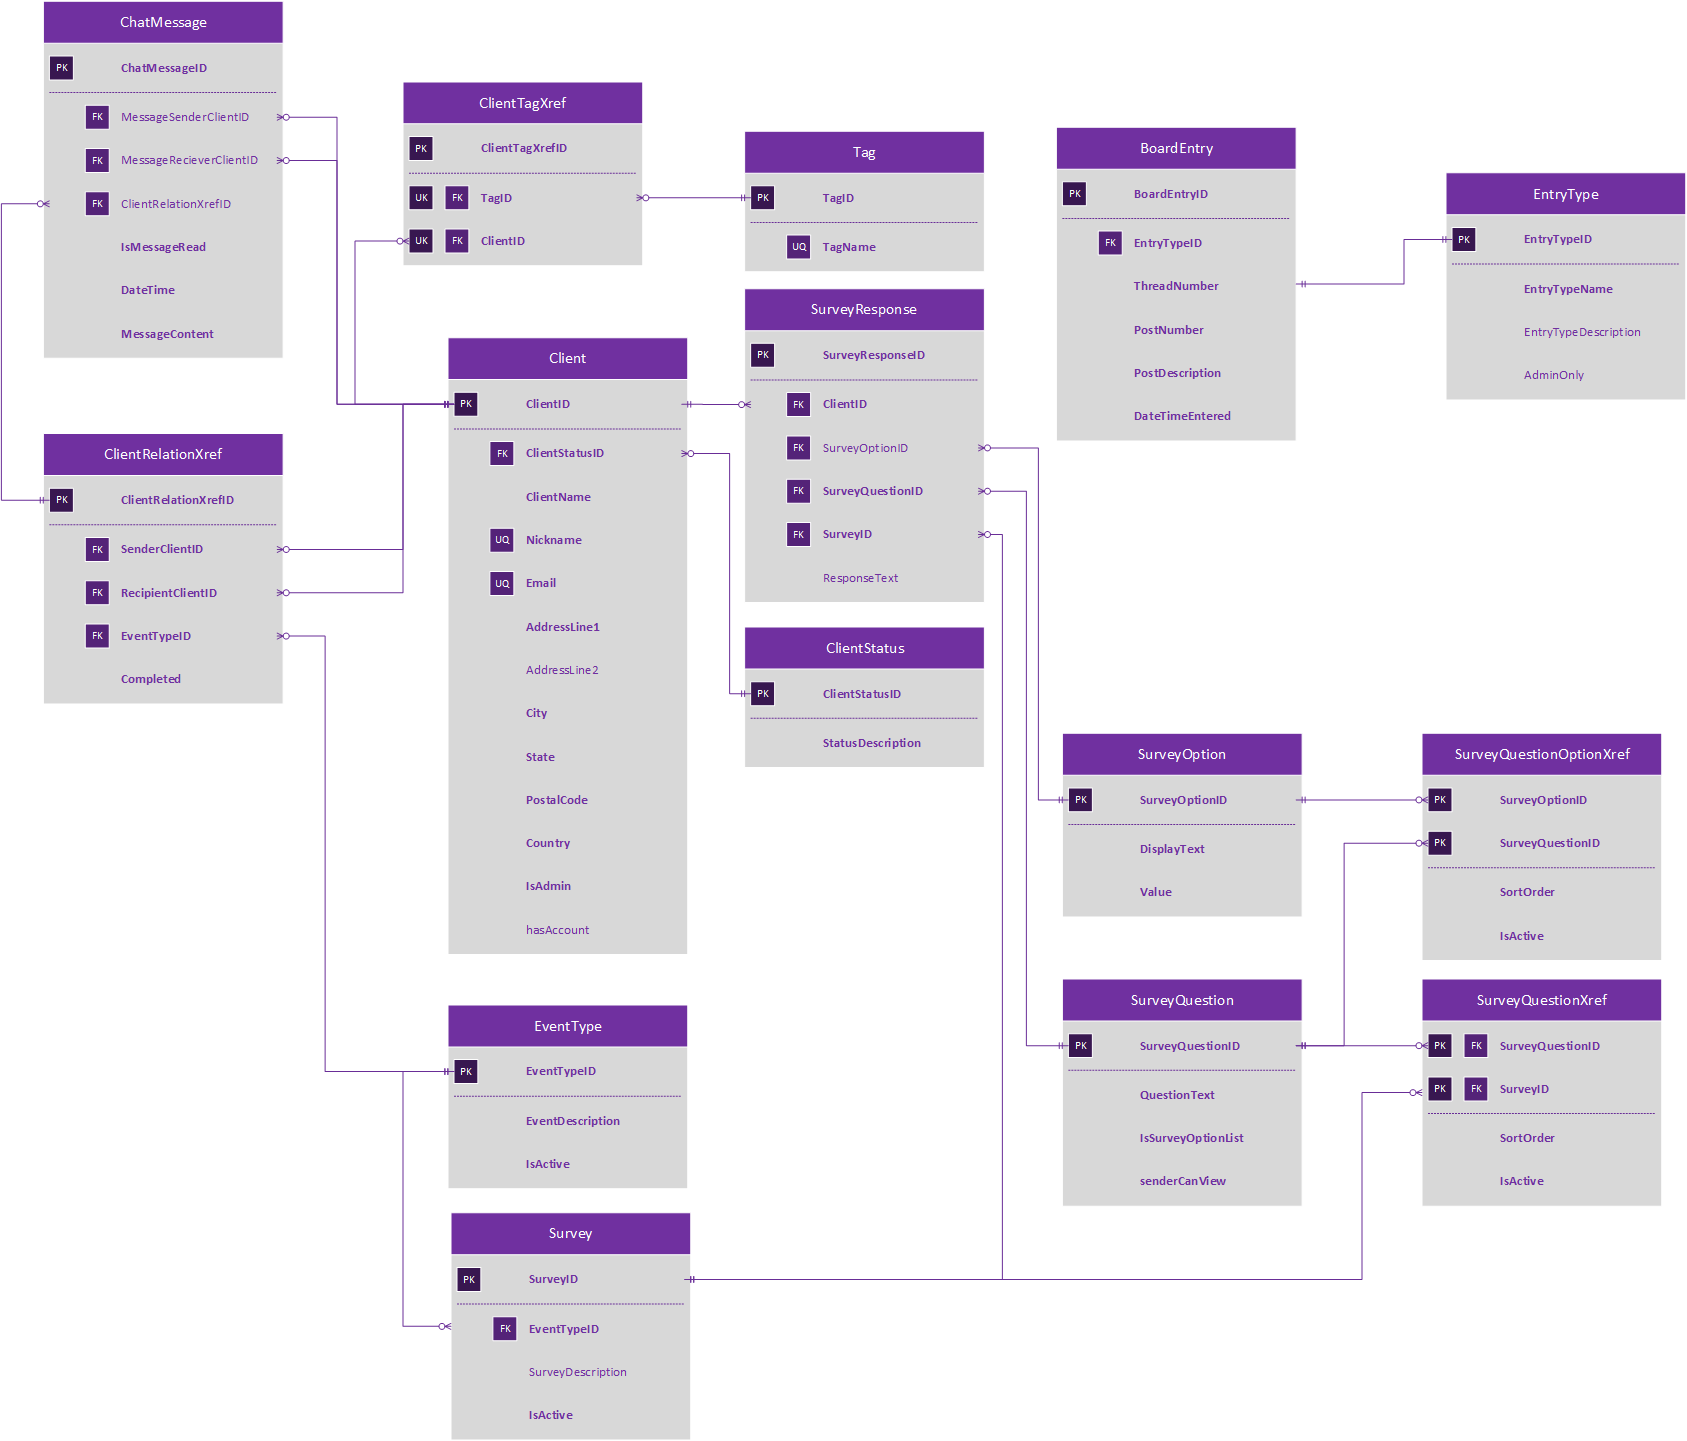 ChatMessage
PK ChatMessageID
FK MessageSenderClientID
FK MessageRecieverClientID
FK ClientRelationXrefID
IsMessageRead
DateTime
MessageContent
ClientTagXref
PK ClientTagXrefID
UK FK TagID
UK FK ClientID
Tag
PK TagID
UQ TagName
BoardEntry
PK BoardEntryID
FK EntryTypeID
ThreadNumber
PostNumber
PostDescription
DateTimeEntered
EntryType
PK EntryTypeID
EntryTypeName
EntryTypeDescription
AdminOnly
SurveyResponse
PK SurveyResponseID
FK ClientID
FK SurveyOptionID
FK SurveyQuestionID
FK SurveyID
ResponseText
Client
PK ClientID
FK ClientStatusID
ClientName
UQ Nickname
UQ Email
AddressLine1
AddressLine2
City
State
PostalCode
Country
IsAdmin
hasAccount
ClientRelationXref
PK ClientRelationXrefID
FK SenderClientID
FK RecipientClientID
FK EventTypeID
Completed
ClientStatus
PK ClientStatusID
StatusDescription
SurveyOption
PK SurveyOptionID
DisplayText
Value
SurveyQuestionOptionXref
PK SurveyOptionID
PK SurveyQuestionID
SortOrder
IsActive
SurveyQuestion
PK SurveyQuestionID
QuestionText
IsSurveyOptionList
senderCanView
SurveyQuestionXref
PK FK SurveyQuestionID
PK FK SurveyID
SortOrder
IsActive
EventType
PK EventTypeID
EventDescription
IsActive
Survey
PK SurveyID
FK EventTypeID
SurveyDescription
IsActive